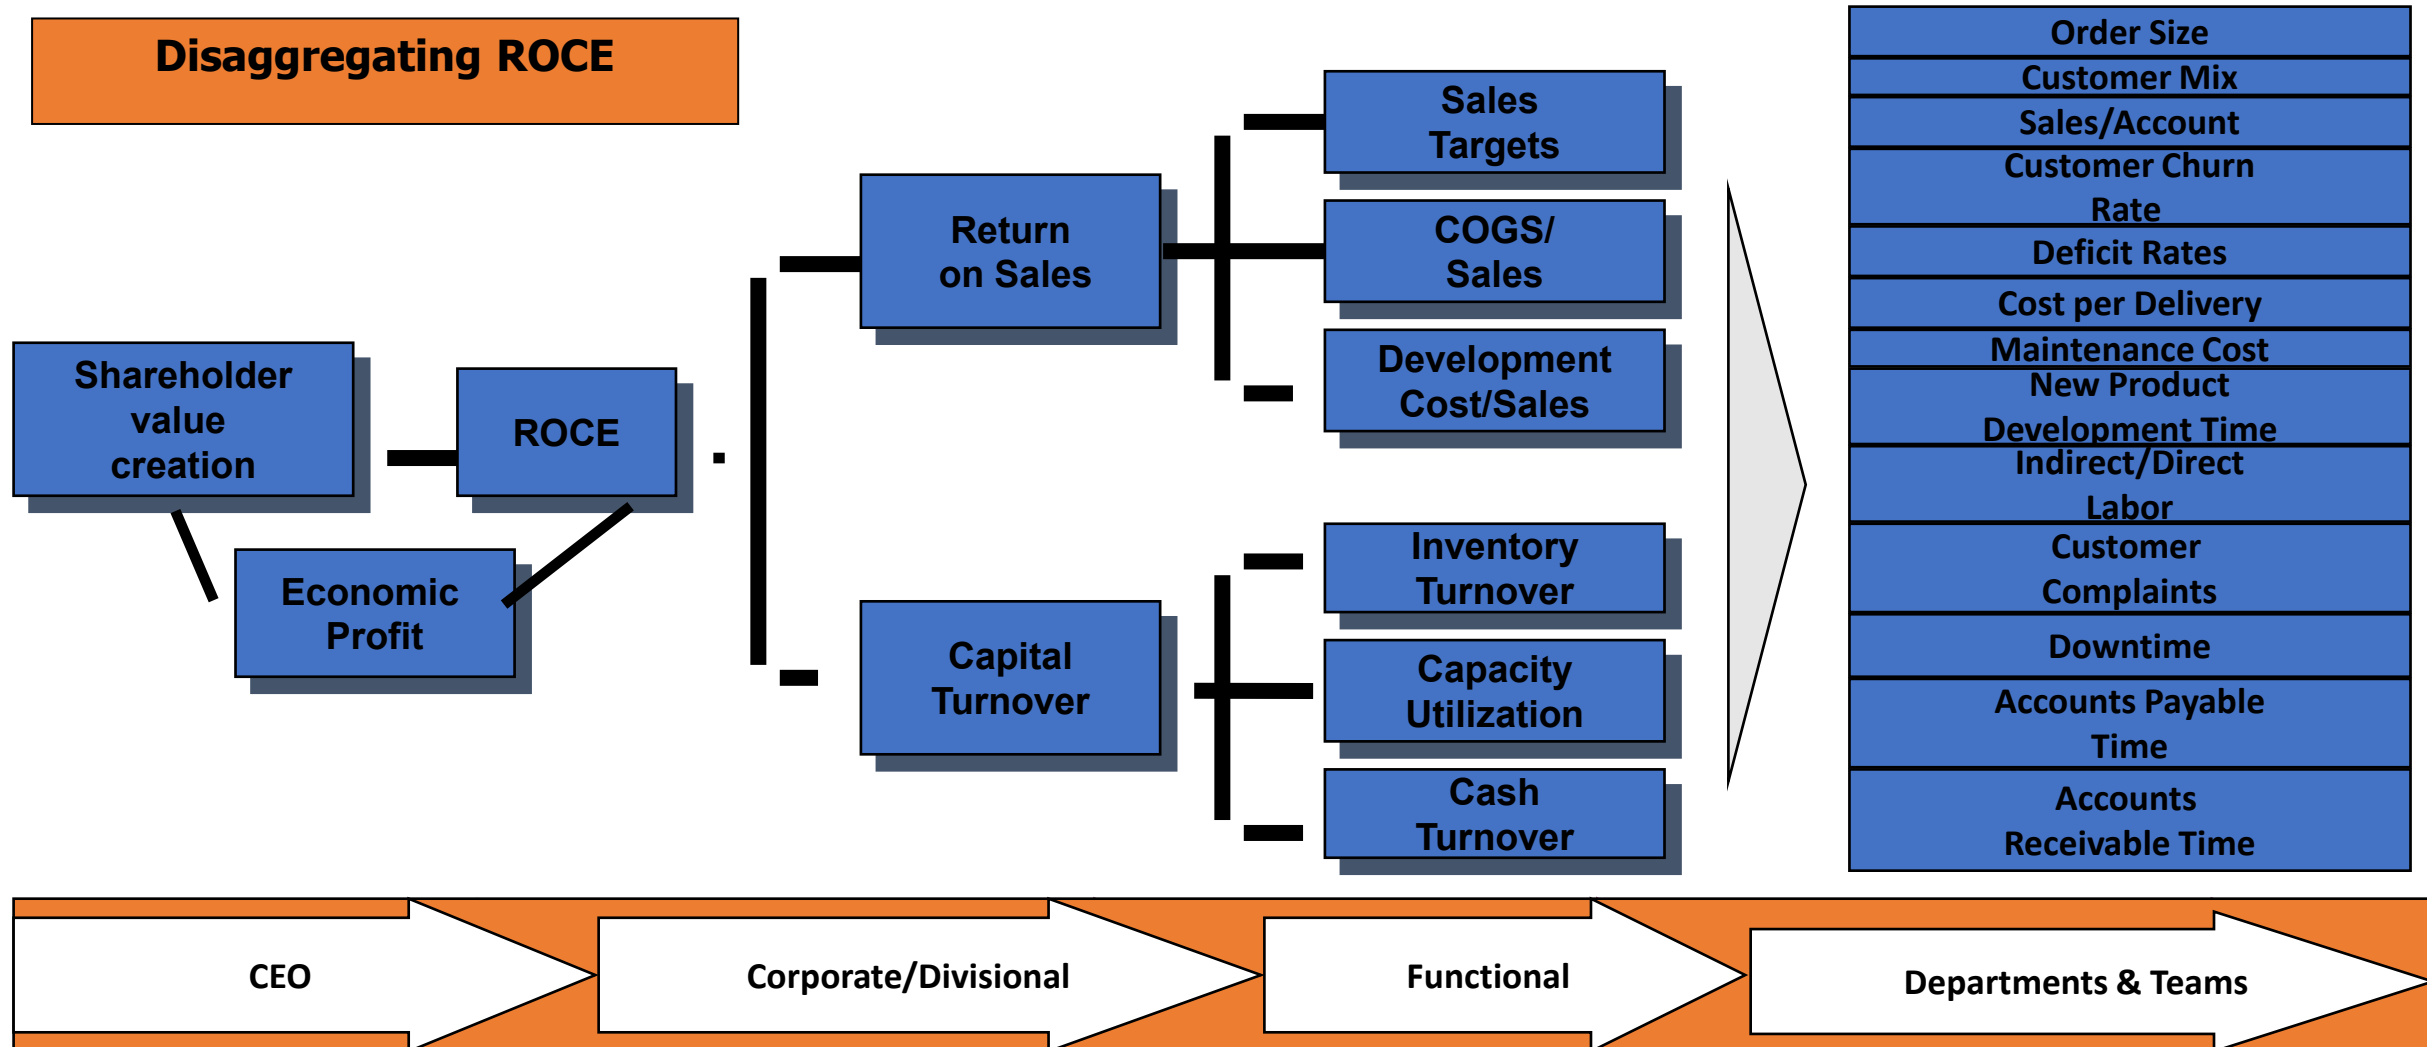 Disaggregating ROCE
Shareholder
value
creation
ROCE
Economic
Profit
Return
on Sales
Capital
Turnover
Sales
Targets
COGS/
Sales
Development
Cost/Sales
Inventory
Turnover
Capacity
Utilization
Cash
Turnover
Order Size
Customer Mix
Sales/Account
Customer Churn
Rate
Deficit Rates
Cost per Delivery
Maintenance Cost
New Product
Development Time
Indirect/Direct
Labor
Customer
Complaints
Downtime
Accounts Payable
Time
Accounts
Receivable Time
CEO
Corporate/Divisional
Functional
Departments & Teams